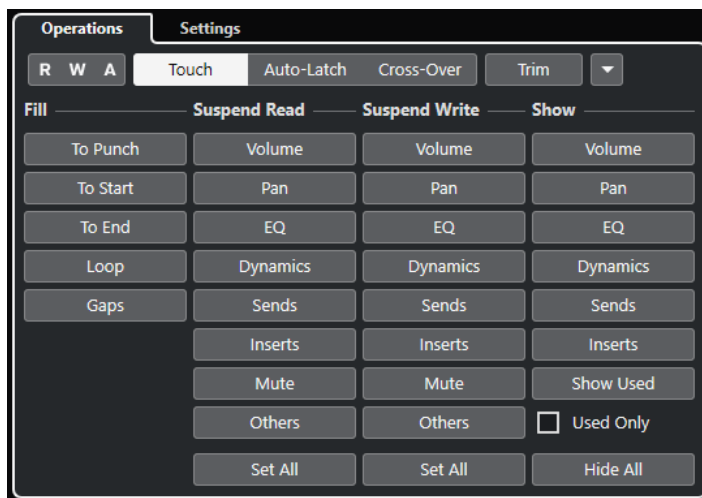 Operations Settings
R W A Touch Auto-Latch Cross-Over Trim
Fill Suspend Read Suspend Write Show
To Punch Volume Volume Volume
To Start Pan Pan Pan
To End EQ EQ EQ
Loop Dynamics Dynamics Dynamics
Gaps Sends Sends Sends
Inserts Inserts Inserts
Mute Mute Show Used
Others Others Used Only
Set All Set All Hide All